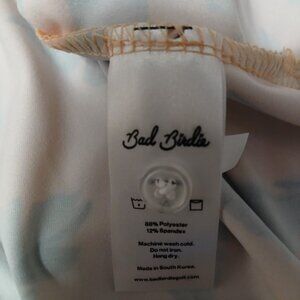 Bad Birdie
88% Polyester
12% Spandex
Machine wash cold.
Do not iron.
Hang dry.
Made in South Korea.
www.badbirdiegolf.com